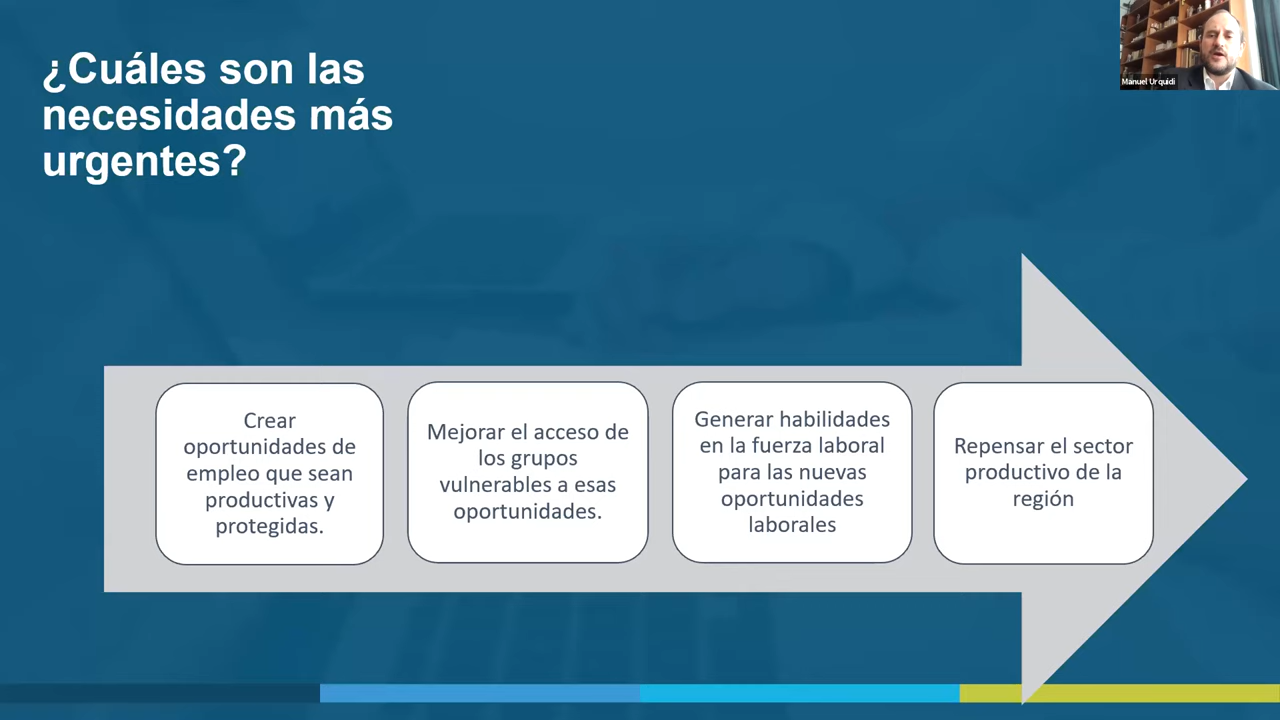 ¿Cuáles son las
necesidades más
urgentes?
Manuel Urquidi
Crear
oportunidades de
empleo que sean
productivas y
protegidas.
Mejorar el acceso de
los grupos
vulnerables a esas
oportunidades.
Generar habilidades
en la fuerza laboral
para las nuevas
oportunidades
laborales
Repensar el sector
productivo de la
región